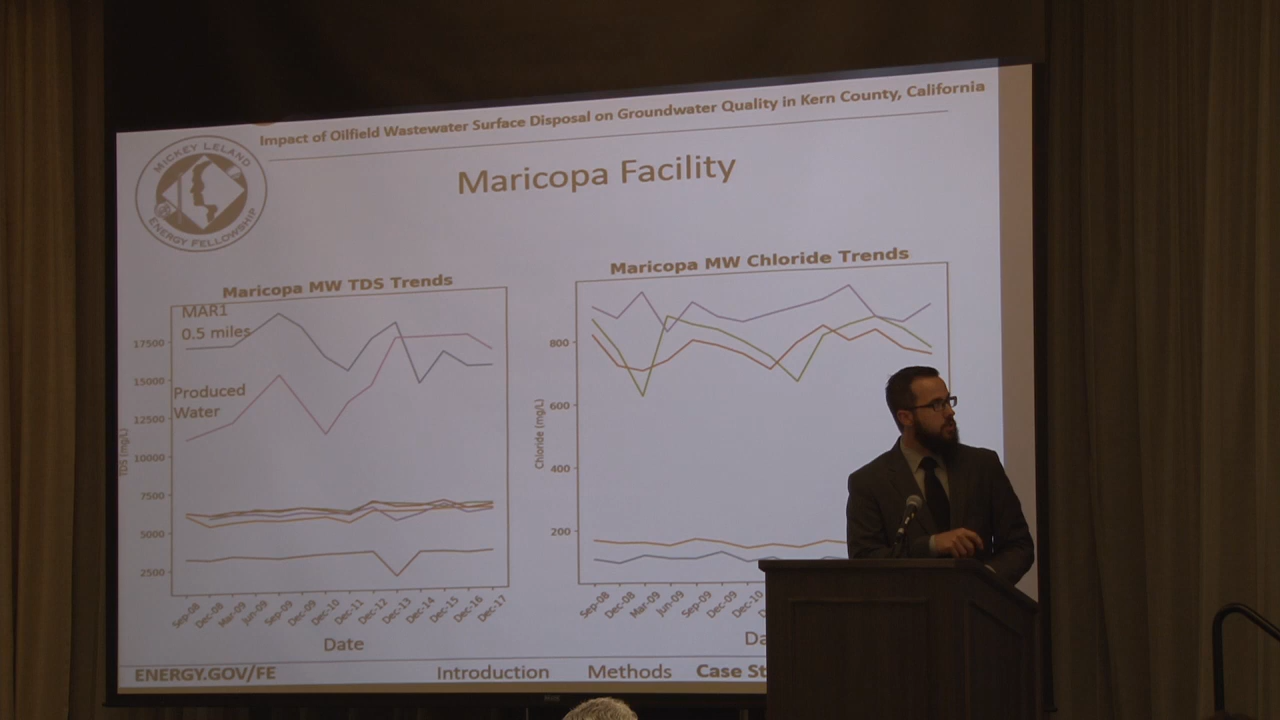 Impact of Oilfield Wastewater Surface Disposal on Groundwater Quality in Kern County, California
MICKEY LELAND
ENERGY FELLOWSHIP
Maricopa Facility
Maricopa MW TDS Trends
MAR1
0.5 miles
Produced
Water
17500
15000
12500
10000
7500
5000
2500
TDS (mg/L)
Sep-08
Dec-08
Mar-09
Jun-09
Sep-09
Dec-09
Dec-10
Dec-11
Dec-12
Dec-13
Dec-14
Dec-15
Dec-16
Dec-17
Date
Maricopa MW Chloride Trends
800
600
400
200
Chloride (mg/L)
Sep-08
Dec-08
Mar-09
Jun-09
Sep-09
Dec-09
Dec-10
Da
ENERGY.GOV/FE
Introduction
Methods
Case St